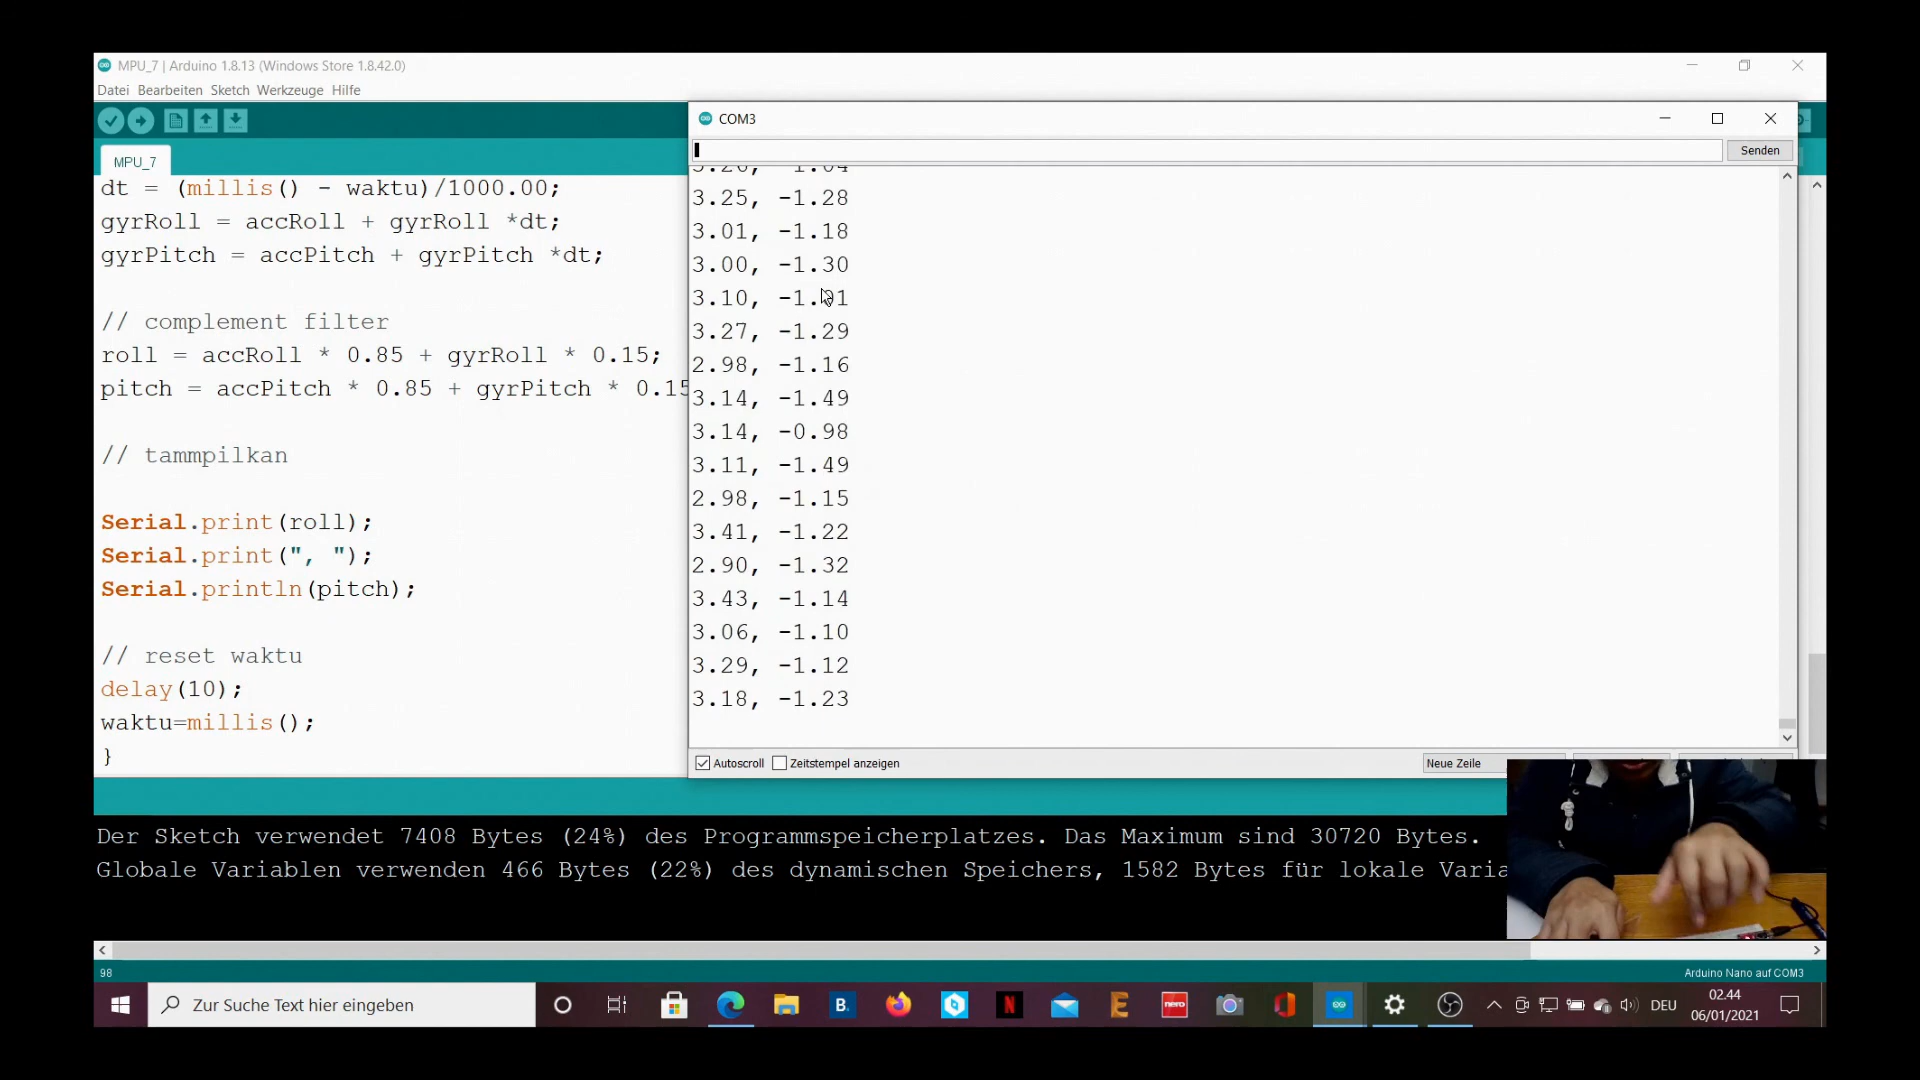 MPU_7 | Arduino 1.8.13 (Windows Store 1.8.42.0)
Datei Bearbeiten Sketch Werkzeuge Hilfe
MPU_7
dt = (millis() - waktu)/1000.00;
gyrRoll = accRoll + gyrRoll *dt;
gyrPitch = accPitch + gyrPitch *dt;
// complement filter
roll = accRoll * 0.85 + gyrRoll * 0.15;
pitch = accPitch * 0.85 + gyrPitch * 0.15
// tammpilkan
Serial.print(roll);
Serial.print(", ");
Serial.println(pitch);
// reset waktu
delay(10);
waktu=millis();
}
COM3
Senden
3.25, -1.28
3.01, -1.18
3.00, -1.30
3.10,
3.27, -1.29
2.98, -1.16
3.14, -1.49
3.14, -0.98
3.11, -1.49
2.98, -1.15
3.41, -1.22
2.90, -1.32
3.43, -1.14
3.06, -1.10
3.29, -1.12
3.18, -1.23
Autoscroll Zeitstempel anzeigen
Neue Zeile
Der Sketch verwendet 7408 Bytes (24%) des Programmspeicherplatzes. Das Maximum sind 30720 Bytes.
Globale Variablen verwenden 466 Bytes (22%) des dynamischen Speichers, 1582 Bytes für lokale Varia
98
Arduino Nano auf COM3
Zur Suche Text hier eingeben
B.
N
E
nero
DEU
02.44
06/01/2021